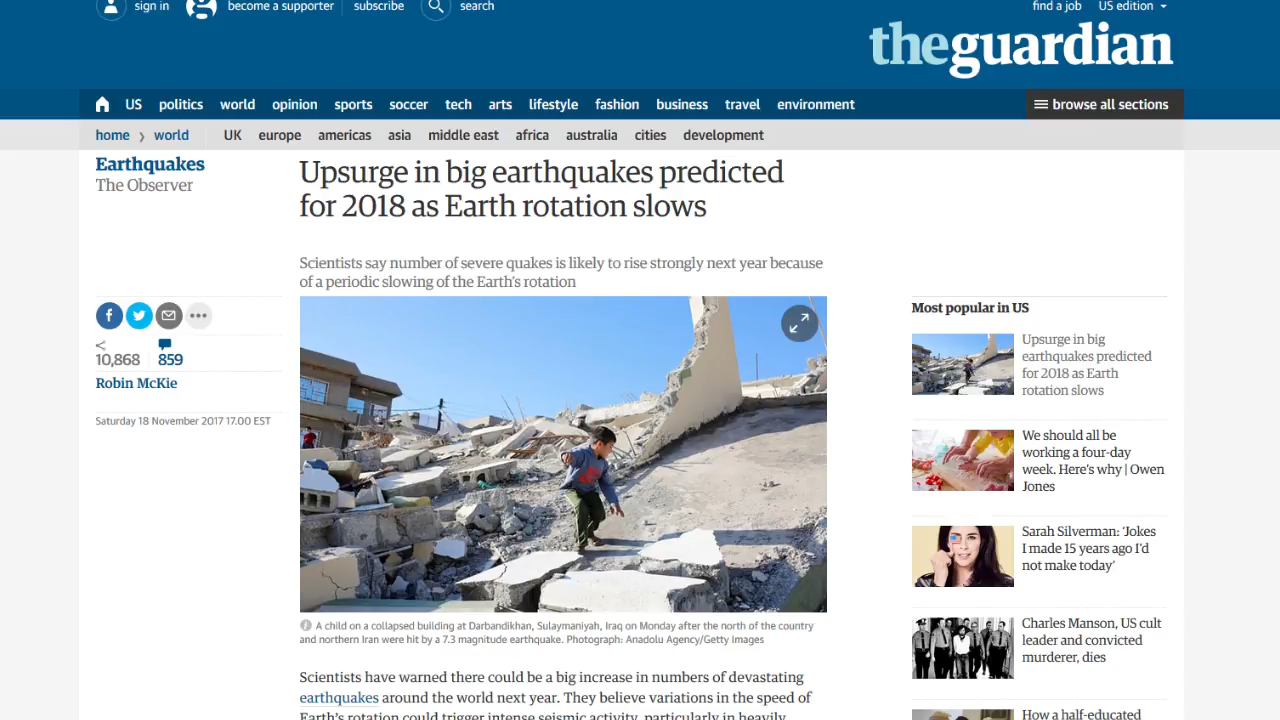 sign in
become a supporter
subscribe
search
find a job
US edition
theguardian
US politics world opinion sports soccer tech arts lifestyle fashion business travel environment
browse all sections
home › world
UK europe americas asia middle east africa australia cities development
Earthquakes
The Observer
Upsurge in big earthquakes predicted
for 2018 as Earth rotation slows
Scientists say number of severe quakes is likely to rise strongly next year because
of a periodic slowing of the Earth's rotation
10,868
859
Robin McKie
Saturday 18 November 2017 17.00 EST
A child on a collapsed building at Darbandikhan, Sulaymaniyah, Iraq on Monday after the north of the country
and northern Iran were hit by a 7.3 magnitude earthquake. Photograph: Anadolu Agency/Getty Images
Scientists have warned there could be a big increase in numbers of devastating
earthquakes around the world next year. They believe variations in the speed of
Earth's rotation could trigger intense seismic activity, particularly in heavily
Most popular in US
Upsurge in big
earthquakes predicted
for 2018 as Earth
rotation slows
We should all be
working a four-day
week. Here's why | Owen
Jones
Sarah Silverman: 'Jokes
I made 15 years ago I'd
not make today'
Charles Manson, US cult
leader and convicted
murderer, dies
How a half-educated